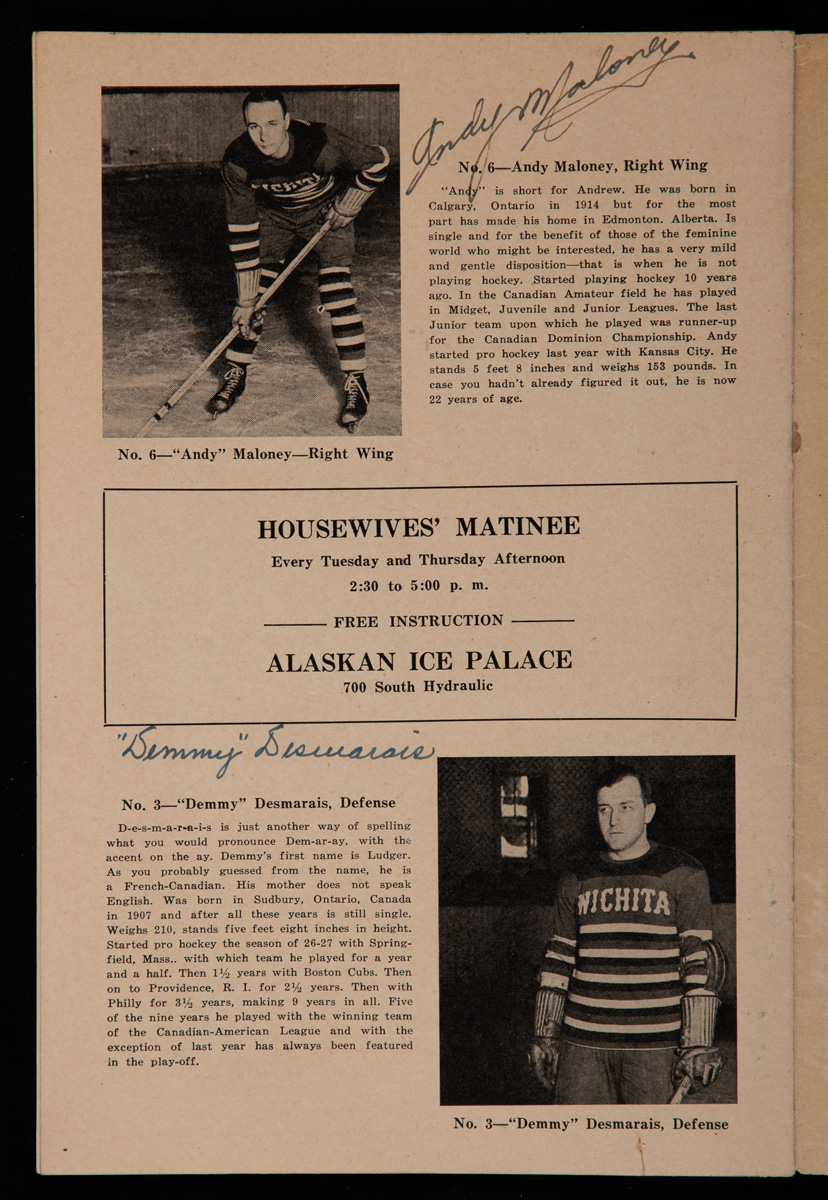 Andy Maloney.
No. 6—Andy Maloney, Right Wing
"Andy" is short for Andrew. He was born in
Calgary, Ontario in 1914 but for the most
part has made his home in Edmonton. Alberta. Is
single and for the benefit of those of the feminine
world who might be interested, he has a very mild
and gentle disposition—that is when he is not
playing hockey. Started playing hockey 10 years
ago. In the Canadian Amateur field he has played
in Midget, Juvenile and Junior Leagues. The last
Junior team upon which he played was runner-up
for the Canadian Dominion Championship. Andy
started pro hockey last year with Kansas City. He
stands 5 feet 8 inches and weighs 153 pounds. In
case you hadn't already figured it out, he is now
22 years of age.
WICHITA
No. 6—"Andy" Maloney—Right Wing
HOUSEWIVES' MATINEE
Every Tuesday and Thursday Afternoon
2:30 to 5:00 p. m.
FREE INSTRUCTION
ALASKAN ICE PALACE
700 South Hydraulic
"Demmy" Desmarais
No. 3—"Demmy" Desmarais, Defense
D-e-s-m-a-r-a-i-s is just another way of spelling
what you would pronounce Dem-ar-ay, with the
accent on the ay. Demmy's first name is Ludger.
As you probably guessed from the name, he is
a French-Canadian. His mother does not speak
English. Was born in Sudbury, Ontario, Canada
in 1907 and after all these years is still single.
Weighs 210, stands five feet eight inches in height.
Started pro hockey the season of 26-27 with Spring-
field, Mass.. with which team he played for a year
and a half. Then 1½ years with Boston Cubs. Then
on to Providence, R. I. for 2½ years. Then with
Philly for 3½ years, making 9 years in all. Five
of the nine years he played with the winning team
of the Canadian-American League and with the
exception of last year has always been featured
in the play-off.
WICHITA
No. 3—"Demmy" Desmarais, Defense